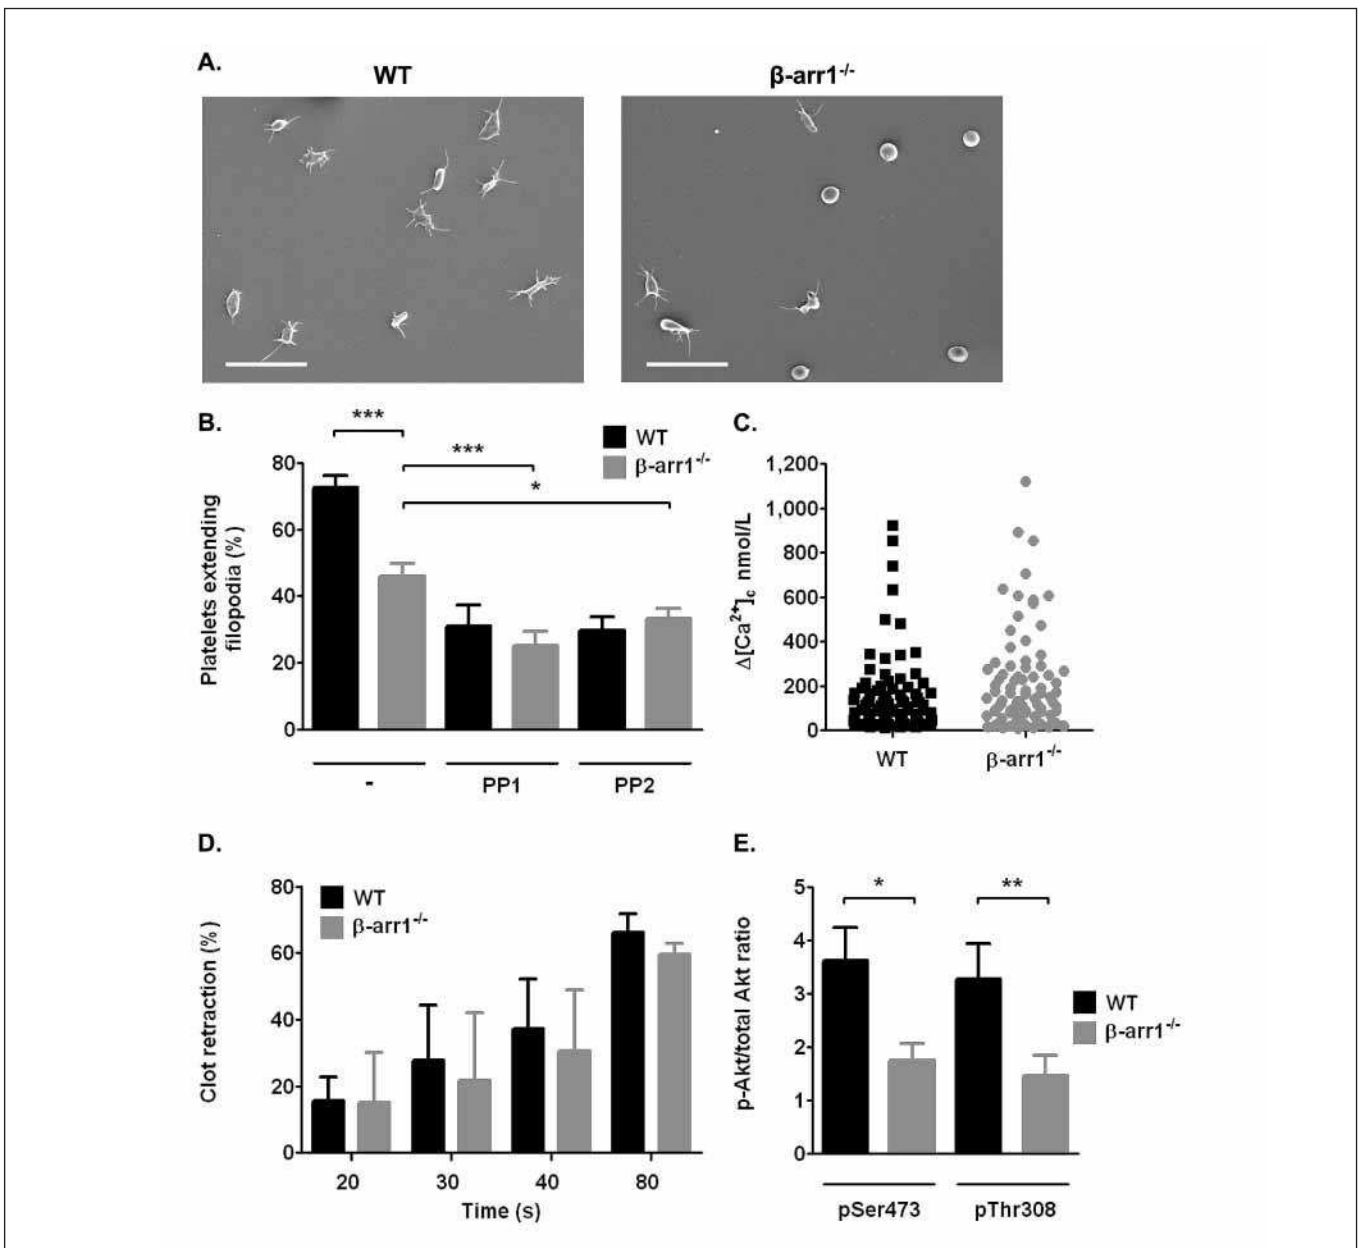 A.
WT
β-arr1-/-
B.
***
***
*
WT
β-arr1-/-
Platelets extending
filopodia (%)
80
60
40
20
0
-
PP1
PP2
C.
Δ[Ca2+]c nmol/L
1,200
1,000
800
600
400
200
0
WT
β-arr1-/-
D.
WT
β-arr1-/-
Clot retraction (%)
80
60
40
20
0
20
30
40
80
Time (s)
E.
*
**
p-Akt/total Akt ratio
5
4
3
2
1
0
WT
β-arr1-/-
pSer473
pThr308